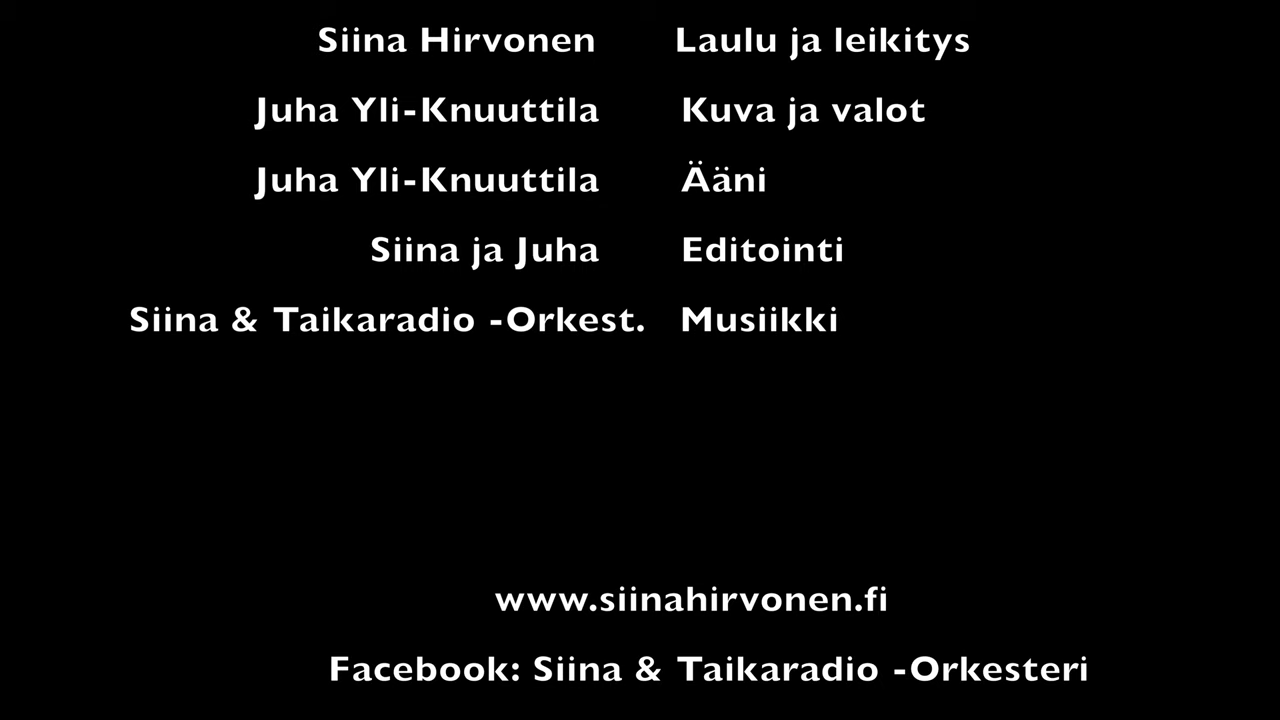 Siina Hirvonen Laulu ja leikitys
Juha Yli-Knuuttila Kuva ja valot
Juha Yli-Knuuttila Ääni
Siina ja Juha Editointi
Siina & Taikaradio -Orkest. Musiikki
www.siinahirvonen.fi
Facebook: Siina & Taikaradio -Orkesteri